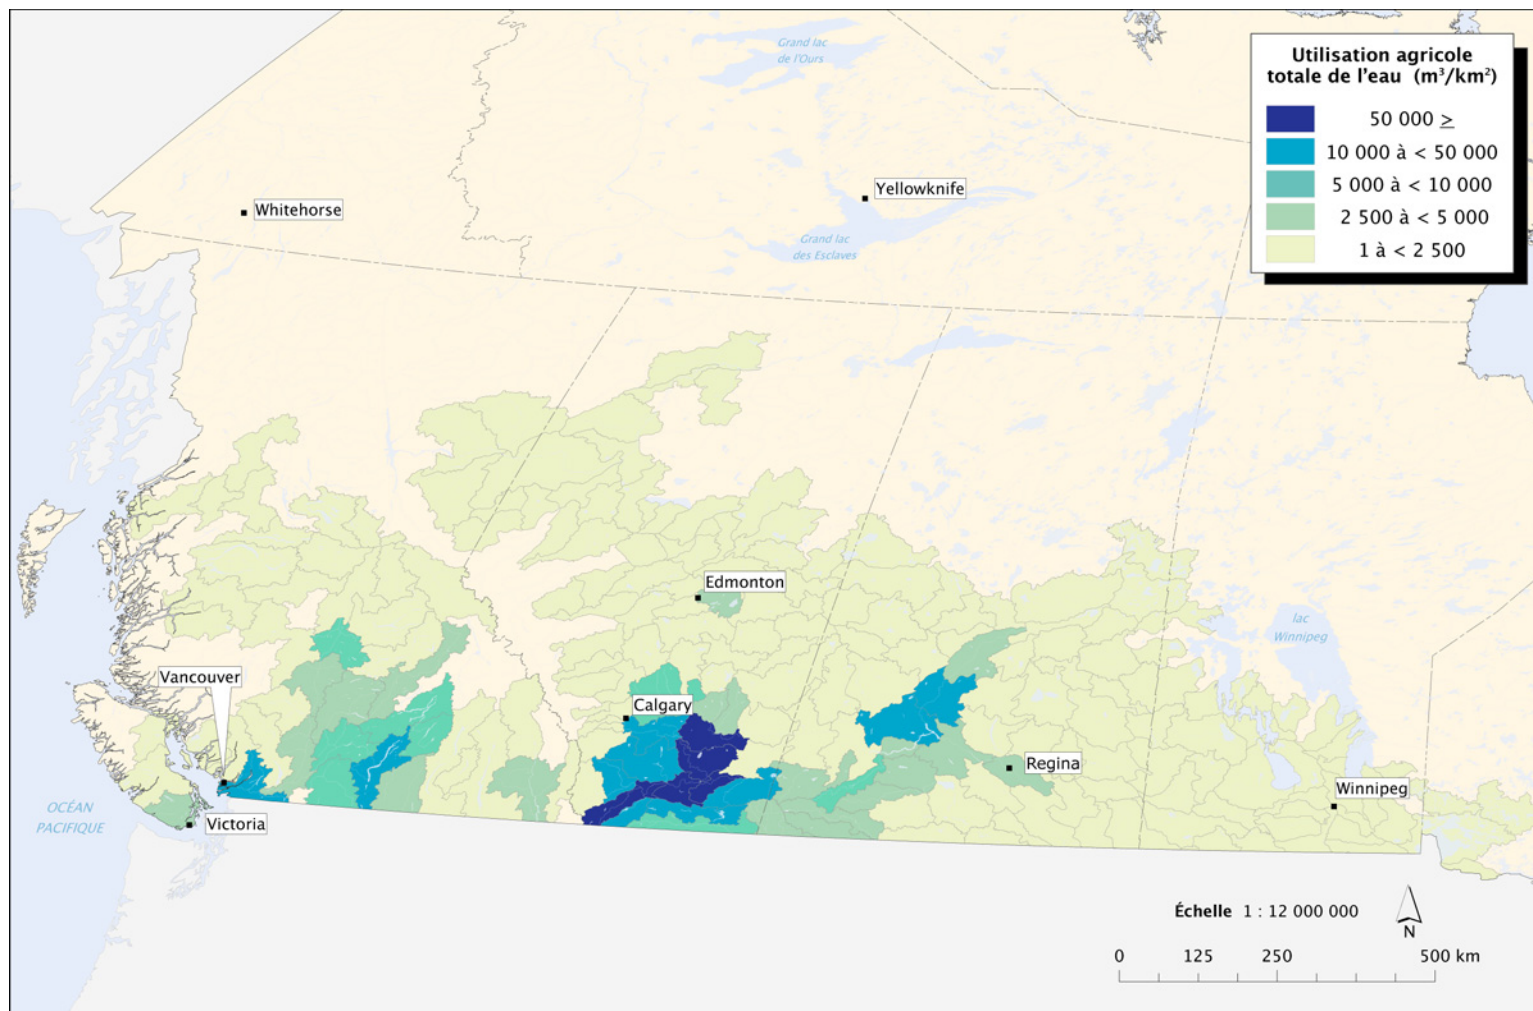 Grand lac
de l'Ours
Utilisation agricole
totale de l'eau (m³/km²)
50 000 ≥
10 000 à < 50 000
5 000 à < 10 000
2 500 à < 5 000
1 à < 2 500
Yellowknife
Whitehorse
Grand lac
des Esclaves
Edmonton
lac
Winnipeg
Vancouver
Calgary
Regina
Winnipeg
OCÉAN
PACIFIQUE
Victoria
Échelle 1 : 12 000 000
N
0 125 250 500 km